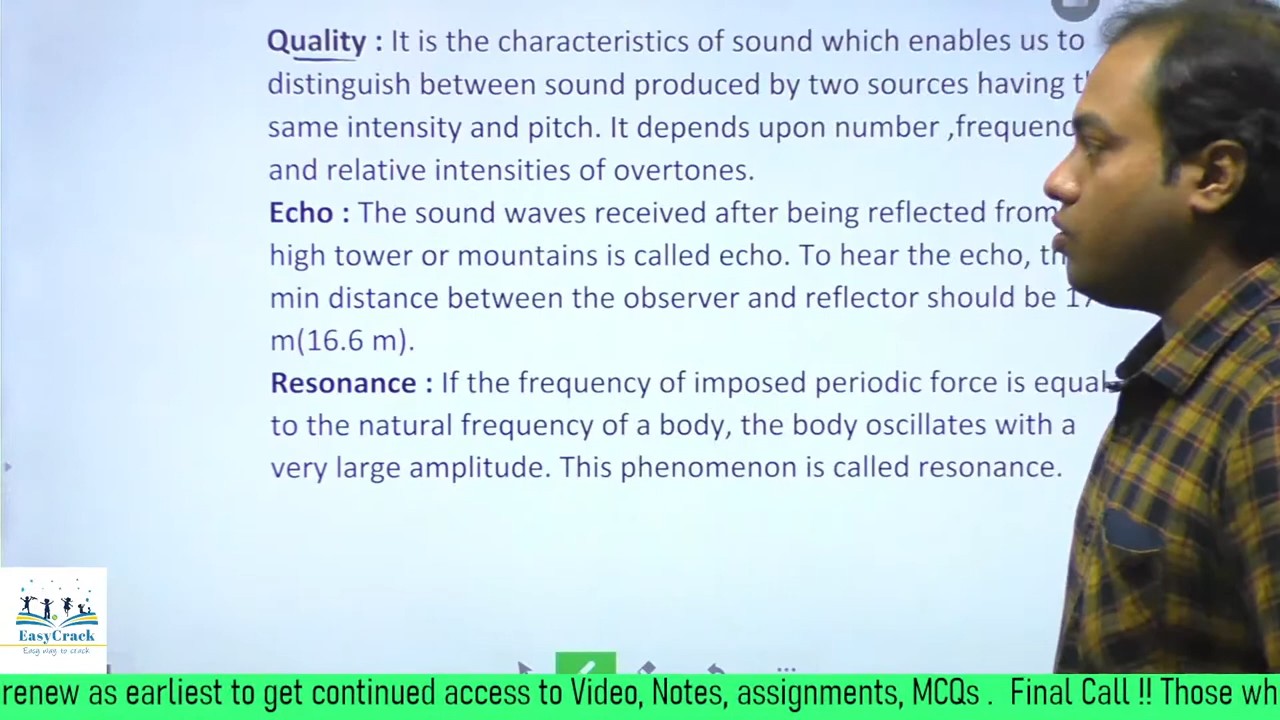 Quality : It is the characteristics of sound which enables us to
distinguish between sound produced by two sources having
same intensity and pitch. It depends upon number ,frequenc
and relative intensities of overtones.
Echo : The sound waves received after being reflected from
high tower or mountains is called echo. To hear the echo,
min distance between the observer and reflector should be
m(16.6 m).
Resonance : If the frequency of imposed periodic force is equal
to the natural frequency of a body, the body oscillates with a
very large amplitude. This phenomenon is called resonance.
EasyCrack
Easy way to crack
renew as earliest to get continued access to Video, Notes, assignments, MCQs . Final Call !! Those wh